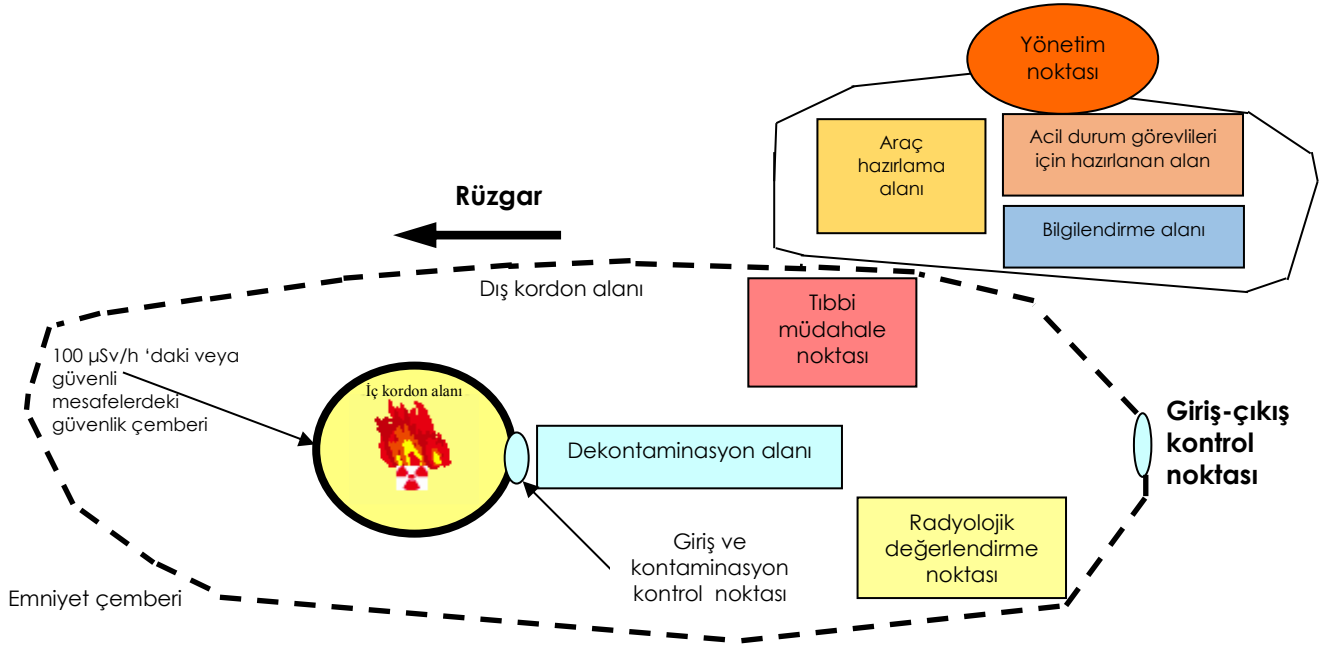 Yönetim
noktası
Araç
hazırlama
alanı
Acil durum görevlileri
için hazırlanan alan
Bilgilendirme alanı
Rüzgar
Dış kordon alanı
Tıbbi
müdahale
noktası
100 µSv/h ‘daki veya
güvenli
mesafelerdeki
güvenlik çemberi
İç kordon alanı
Giriş-çıkış
kontrol
noktası
Dekontaminasyon alanı
Radyolojik
değerlendirme
noktası
Giriş ve
kontaminasyon
kontrol noktası
Emniyet çemberi